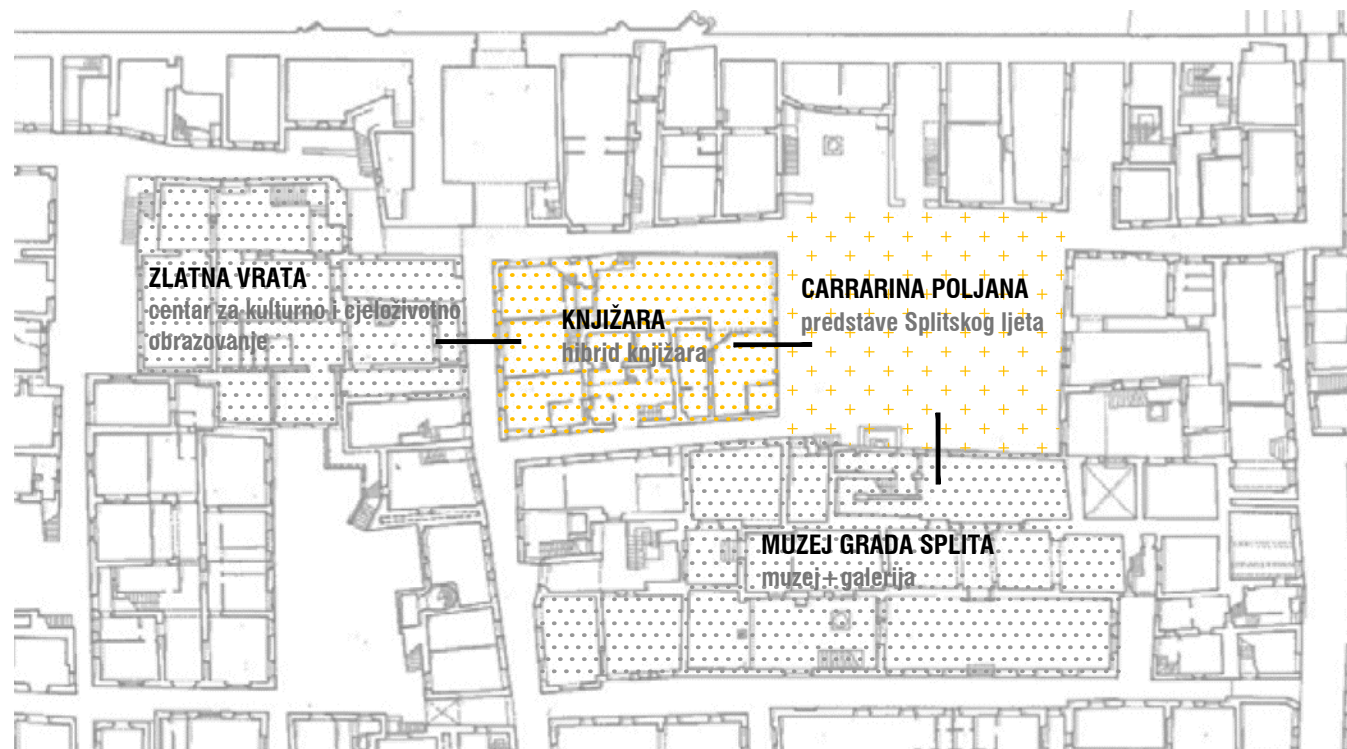 ZLATNA VRATA
centar za kulturno i cjeloživotno
obrazovanje
KNJIŽARA
hibrid knjižara
CARRARINA POLJANA
predstave Splitskog ljeta
MUZEJ GRADA SPLITA
muzej+galerija